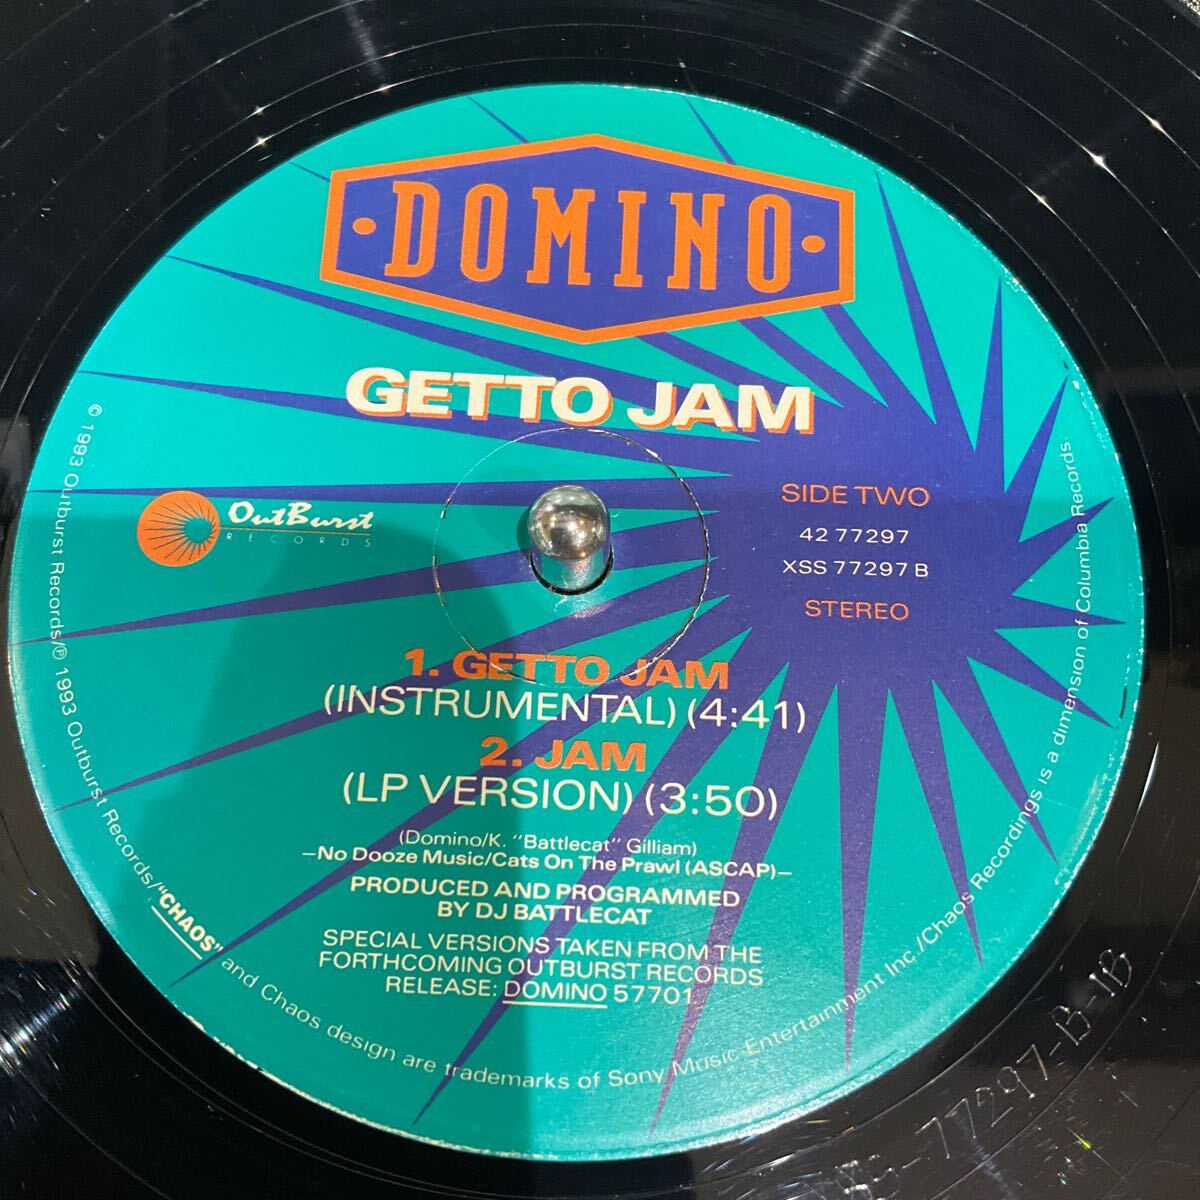 • DOMINO •
GETTO JAM
OutBurst
RECORDS
SIDE TWO
42 77297
XSS 77297 B
STEREO
1. GETTO JAM
(INSTRUMENTAL) (4:41)
2. JAM
(LP VERSION) (3:50)
(Domino/K. "Battlecat" Gilliam)
—No Dooze Music/Cats On The Prawl (ASCAP)—
PRODUCED AND PROGRAMMED
BY DJ BATTLECAT
SPECIAL VERSIONS TAKEN FROM THE
FORTHCOMING OUTBURST RECORDS
RELEASE: DOMINO 57701
© 1993 Outburst Records/℗ 1993 Outburst Records/"CHAOS" and Chaos design are trademarks of Sony Music Entertainment Inc./Chaos Recordings is a dimension of Columbia Records.
-77297-B-1B